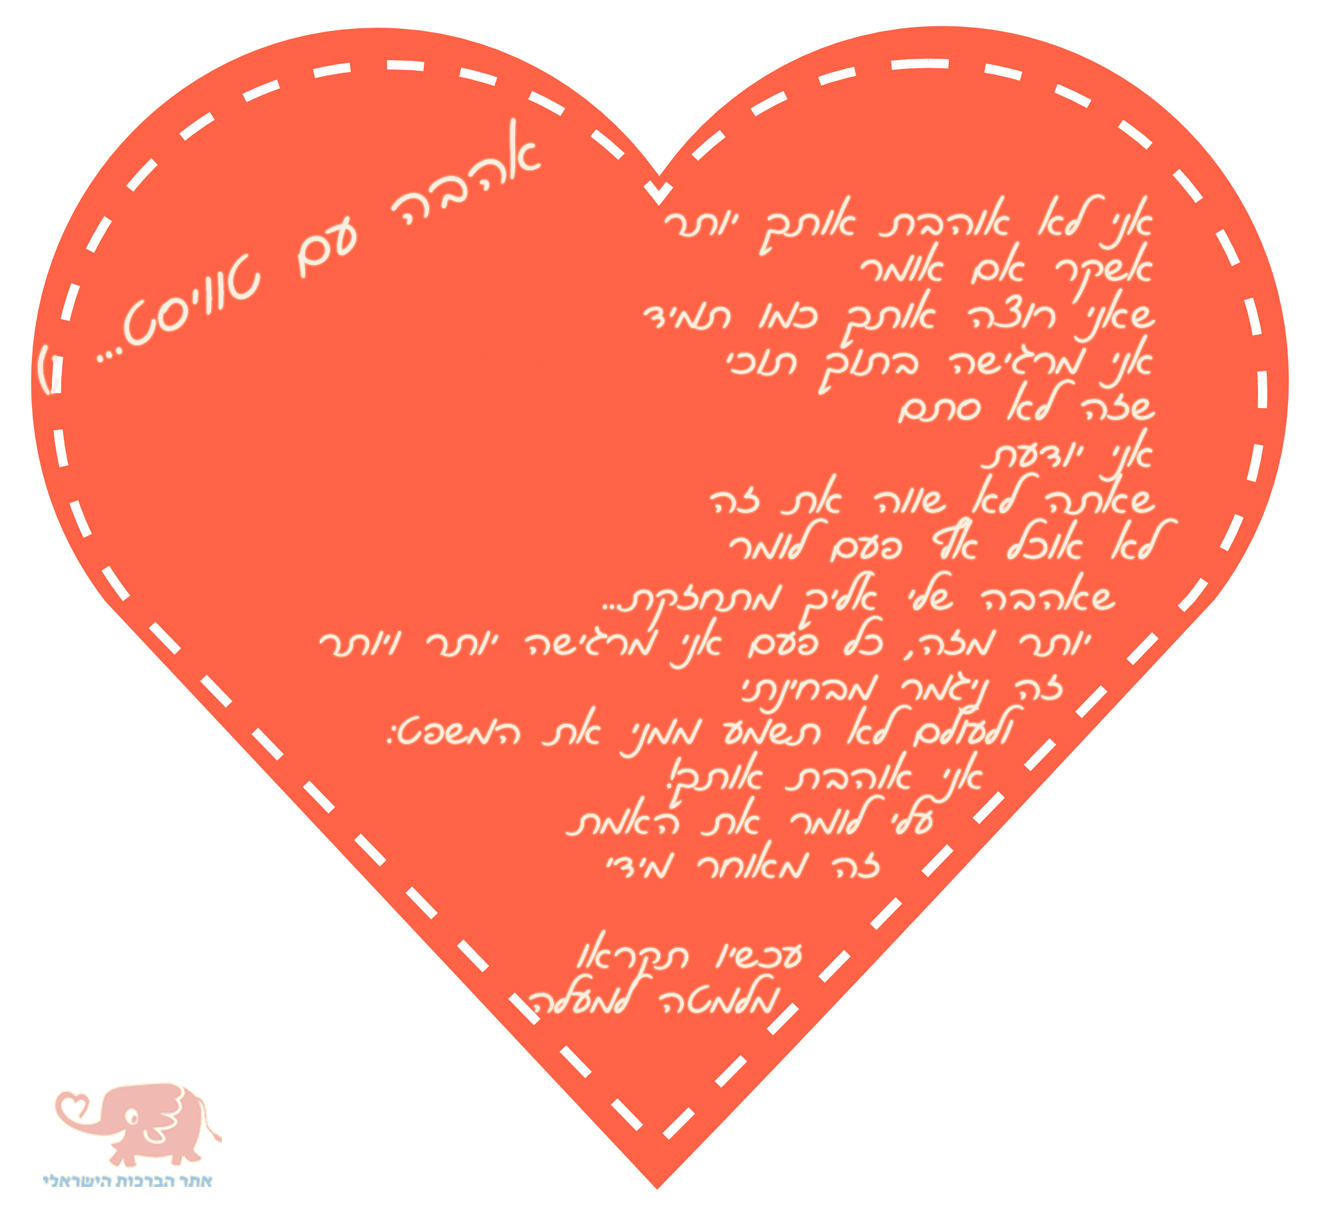 אהבה עם טוויסט...
(
אני לא אוהבת אותך יותר
אשקר אם אומר
שאני רוצה אותך כמו תמיד
אני מרגישה בתוך תוכי
שזה לא סתם
אני יודעת
שאתה לא שווה את זה
לא אוכל אף פעם לומר
שאהבה שלי אליך מתחזקת...
יותר מזה, כל פעם אני מרגישה יותר ויותר
זה ניגמר מבחינתי
ולעולם לא תשמע ממני את המשפט:
אני אוהבת אותך!
עלי לומר את האמת
זה מאוחר מידי
עכשיו תקראו
מלמטה למעלה
אתר הברכות הישראלי